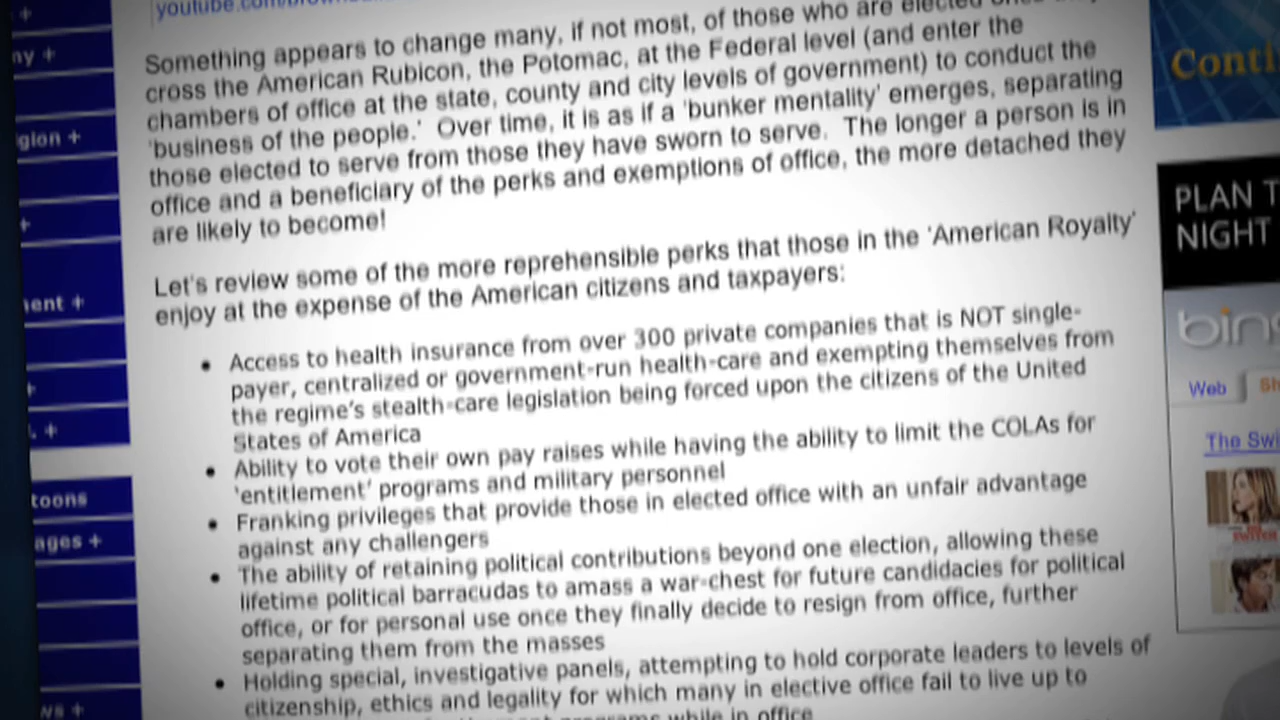 youtube.com/
Something appears to change many, if not most, of those who are elected
cross the American Rubicon, the Potomac, at the Federal level (and enter the
chambers of office at the state, county and city levels of government) to conduct the
'business of the people.'  Over time, it is as if a 'bunker mentality' emerges, separating
those elected to serve from those they have sworn to serve.  The longer a person is in
office and a beneficiary of the perks and exemptions of office, the more detached they
are likely to become!
Let's review some of the more reprehensible perks that those in the 'American Royalty'
enjoy at the expense of the American citizens and taxpayers:
• Access to health insurance from over 300 private companies that is NOT single-
payer, centralized or government-run health-care and exempting themselves from
the regime's stealth-care legislation being forced upon the citizens of the United
States of America
• Ability to vote their own pay raises while having the ability to limit the COLAs for
'entitlement' programs and military personnel
• Franking privileges that provide those in elected office with an unfair advantage
against any challengers
• The ability of retaining political contributions beyond one election, allowing these
lifetime political barracudas to amass a war-chest for future candidacies for political
office, or for personal use once they finally decide to resign from office, further
separating them from the masses
• Holding special, investigative panels, attempting to hold corporate leaders to levels of
citizenship, ethics and legality for which many in elective office fail to live up to
programs while in office
+
ny +
gion +
+
ent +
+
. +
toons
ages +
ws +
Conti
PLAN T
NIGHT
bing
Web
Sh
The Swi